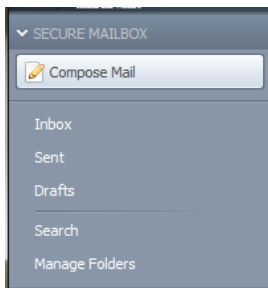 SECURE MAILBOX
Compose Mail
Inbox
Sent
Drafts
Search
Manage Folders